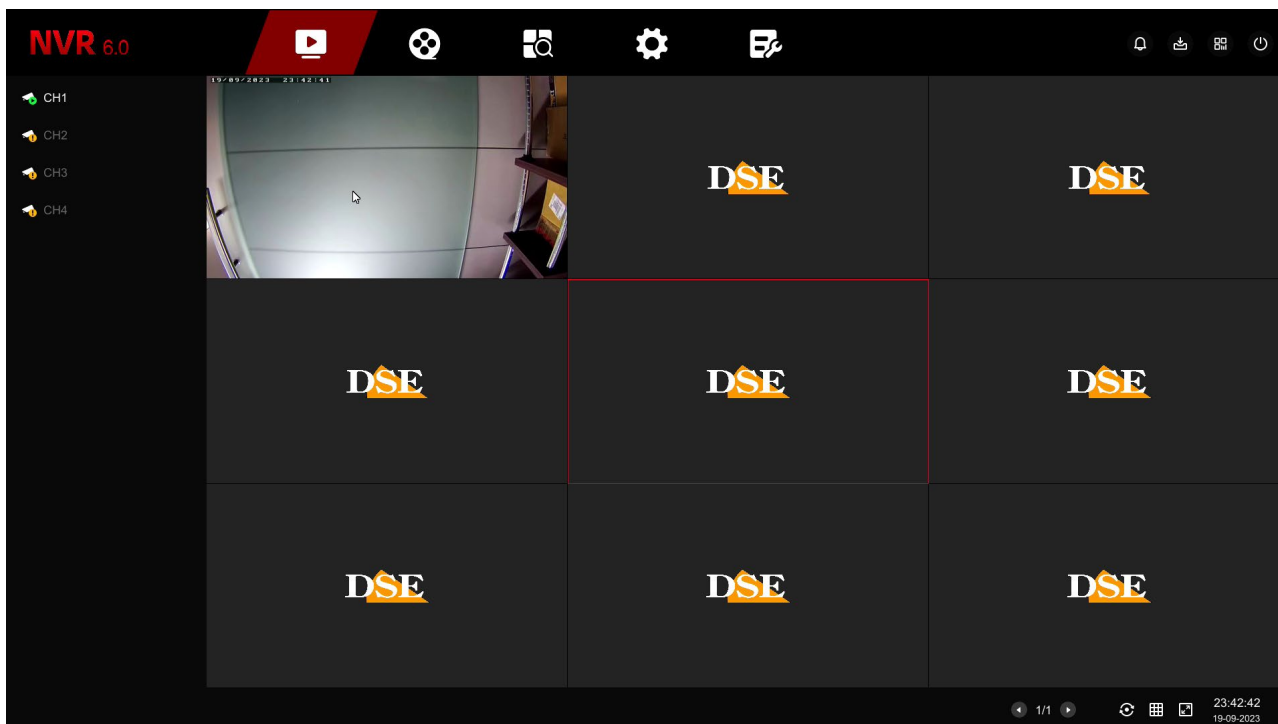 NVR 6.0
CH1
CH2
CH3
CH4
19/09/2023 23:42:41
DSE
DSE
DSE
DSE
DSE
DSE
DSE
DSE
1/1
23:42:42
19-09-2023